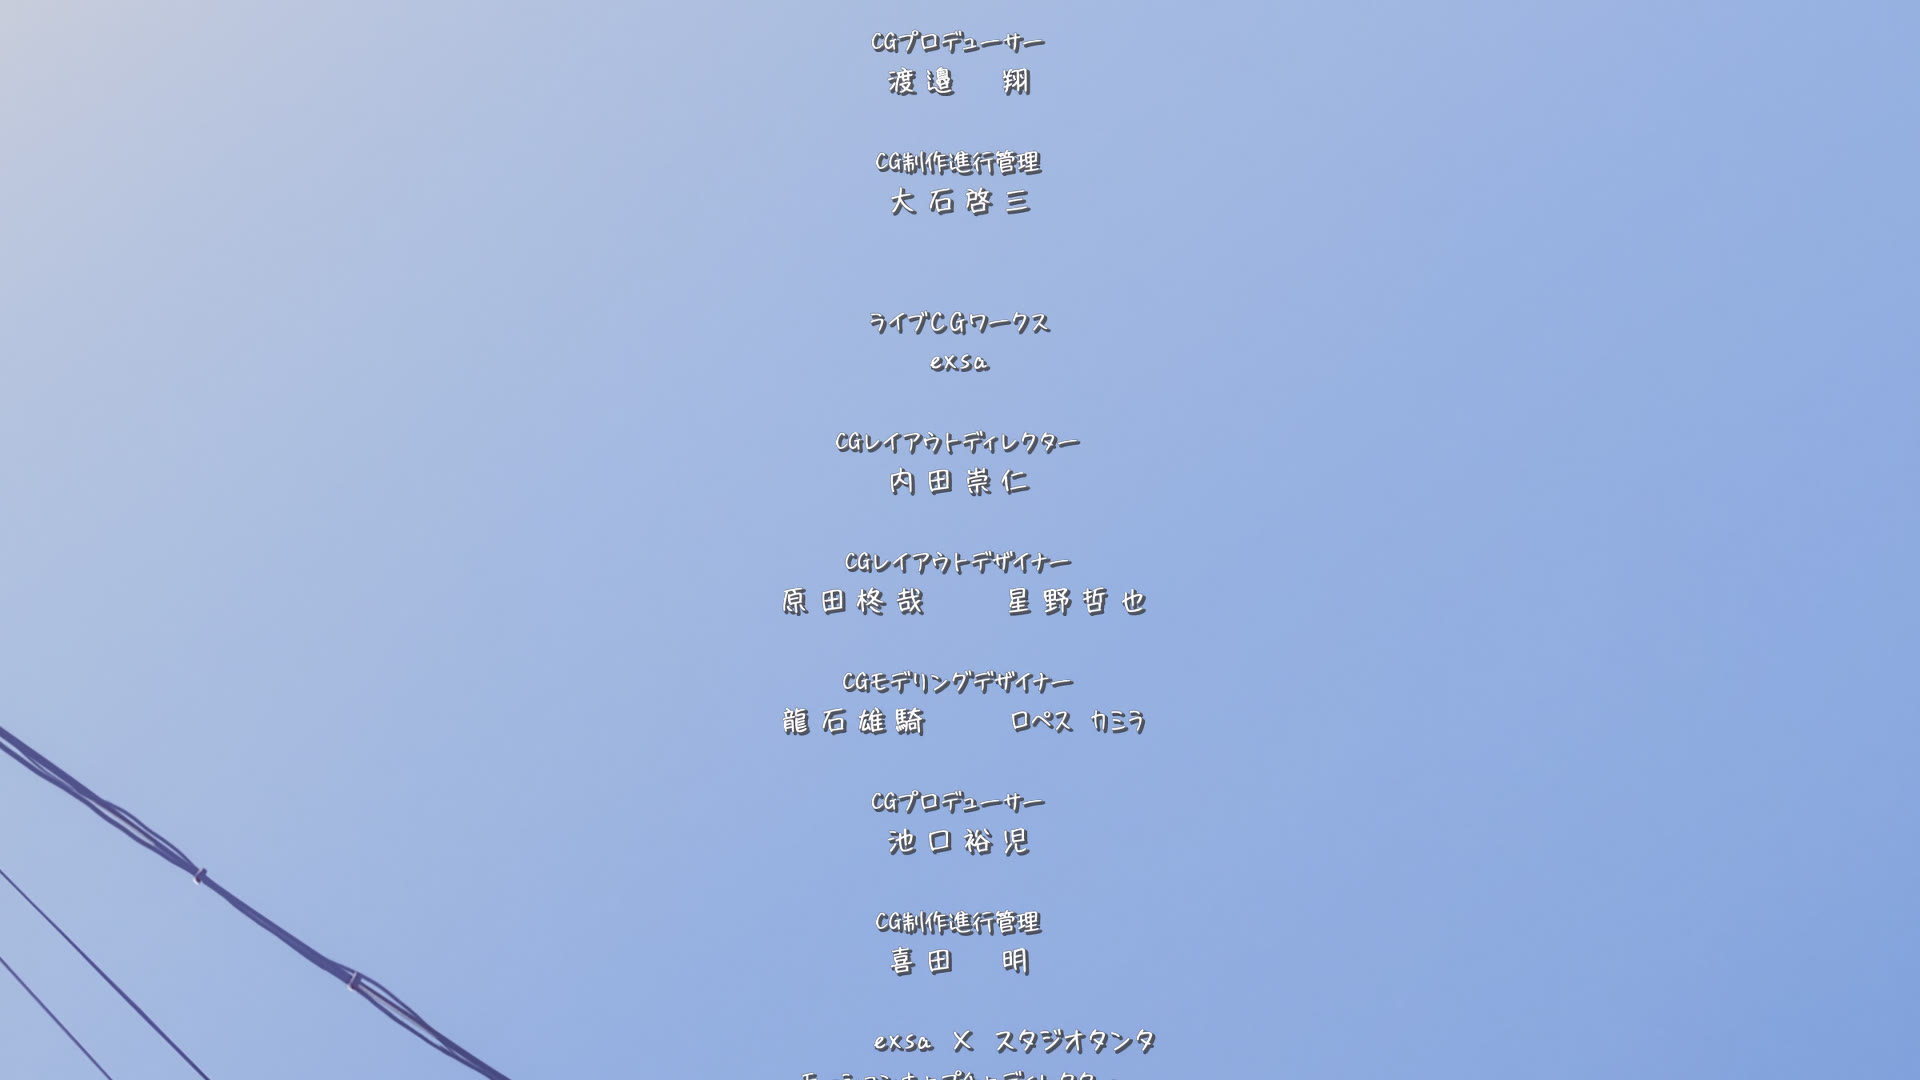 CGプロデューサー
渡邉　翔
CG制作進行管理
大石啓三
ライブCGワークス
exsa
CGレイアウトディレクター
内田崇仁
CGレイアウトデザイナー
原田柊哉　　星野哲也
CGモデリングデザイナー
龍石雄騎　　ロペス カミラ
CGプロデューサー
池口裕児
CG制作進行管理
喜田　明
exsa X スタジオタンタ